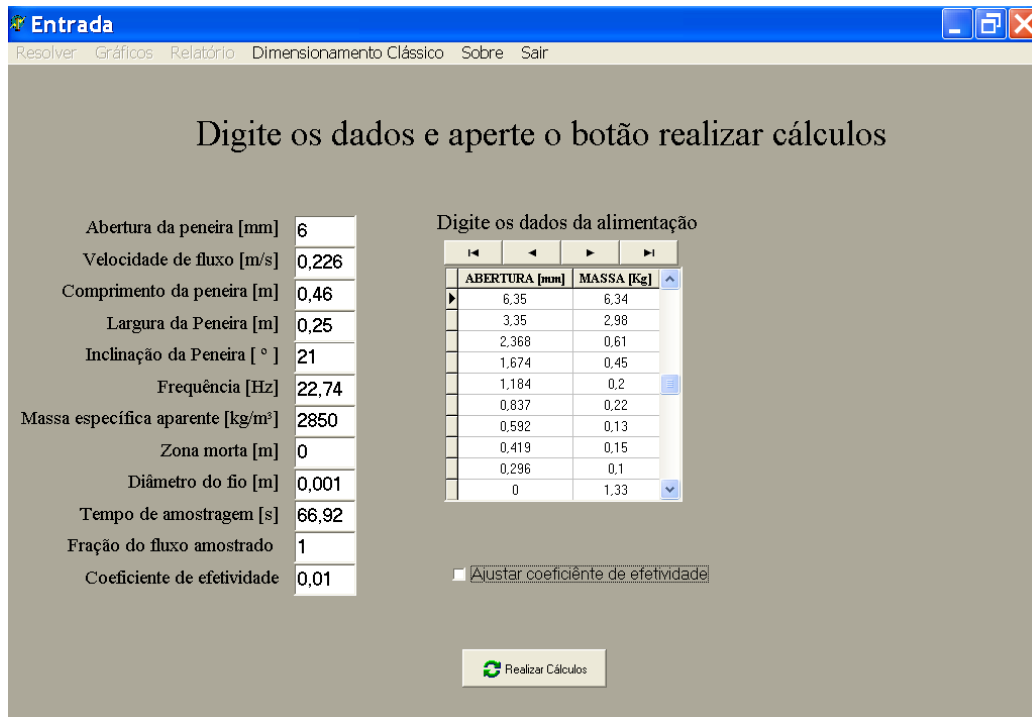 Entrada
Resolver Gráficos Relatório Dimensionamento Clássico Sobre Sair
Digite os dados e aperte o botão realizar cálculos
Abertura da peneira [mm] 6
Velocidade de fluxo [m/s] 0,226
Comprimento da peneira [m] 0,46
Largura da Peneira [m] 0,25
Inclinação da Peneira [ º ] 21
Frequência [Hz] 22,74
Massa específica aparente [kg/m³] 2850
Zona morta [m] 0
Diâmetro do fio [m] 0,001
Tempo de amostragem [s] 66,92
Fração do fluxo amostrado 1
Coeficiente de efetividade 0,01
Digite os dados da alimentação
ABERTURA [mm] MASSA [Kg]
6,35 6,34
3,35 2,98
2,368 0,61
1,674 0,45
1,184 0,2
0,837 0,22
0,592 0,13
0,419 0,15
0,296 0,1
0 1,33
Ajustar coeficiênte de efetividade
Realizar Cálculos